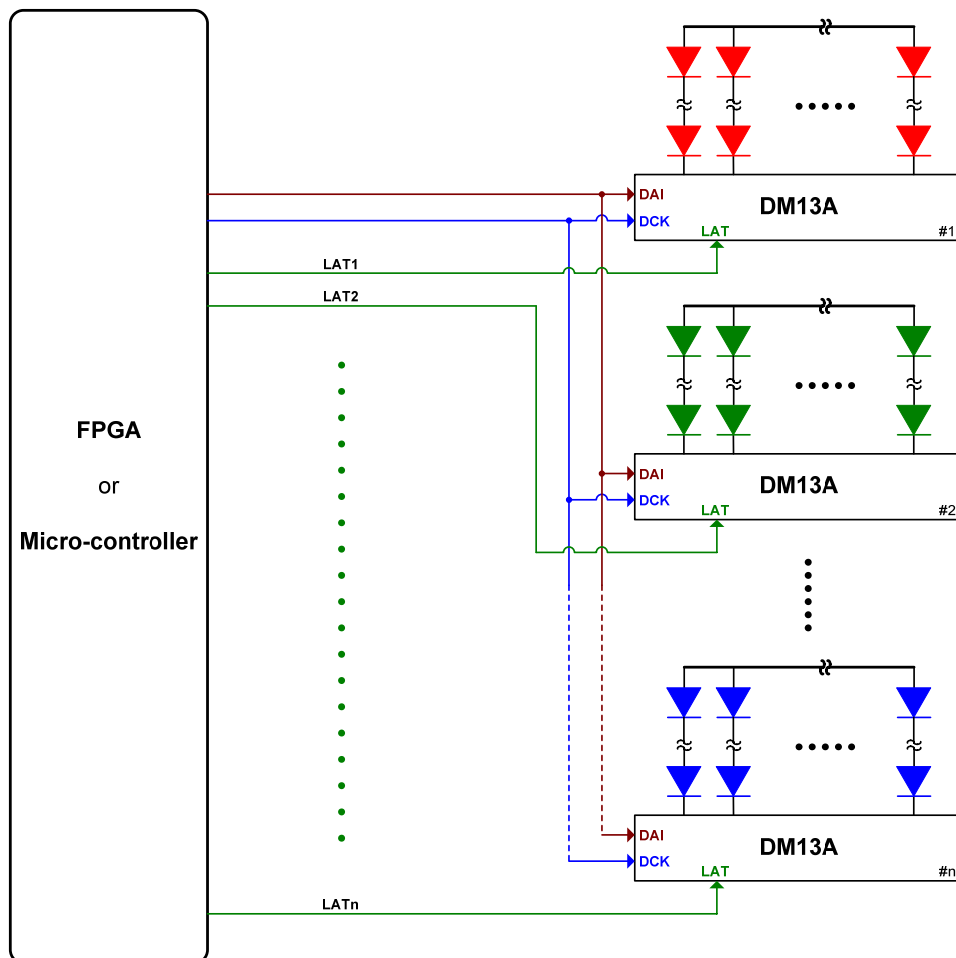 DAI
DM13A
DCK
LAT
#1
LAT1
LAT2
FPGA
or
Micro-controller
DAI
DM13A
DCK
LAT
#2
DAI
DM13A
DCK
LAT
#n
LATn